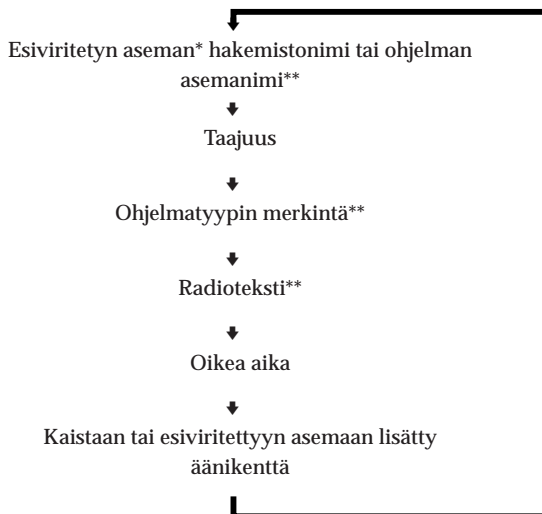 Esiviritetyn aseman* hakemistonimi tai ohjelman
asemanimi**
Taajuus
Ohjelmatyypin merkintä**
Radioteksti**
Oikea aika
Kaistaan tai esiviritettyyn asemaan lisätty
äänikenttä